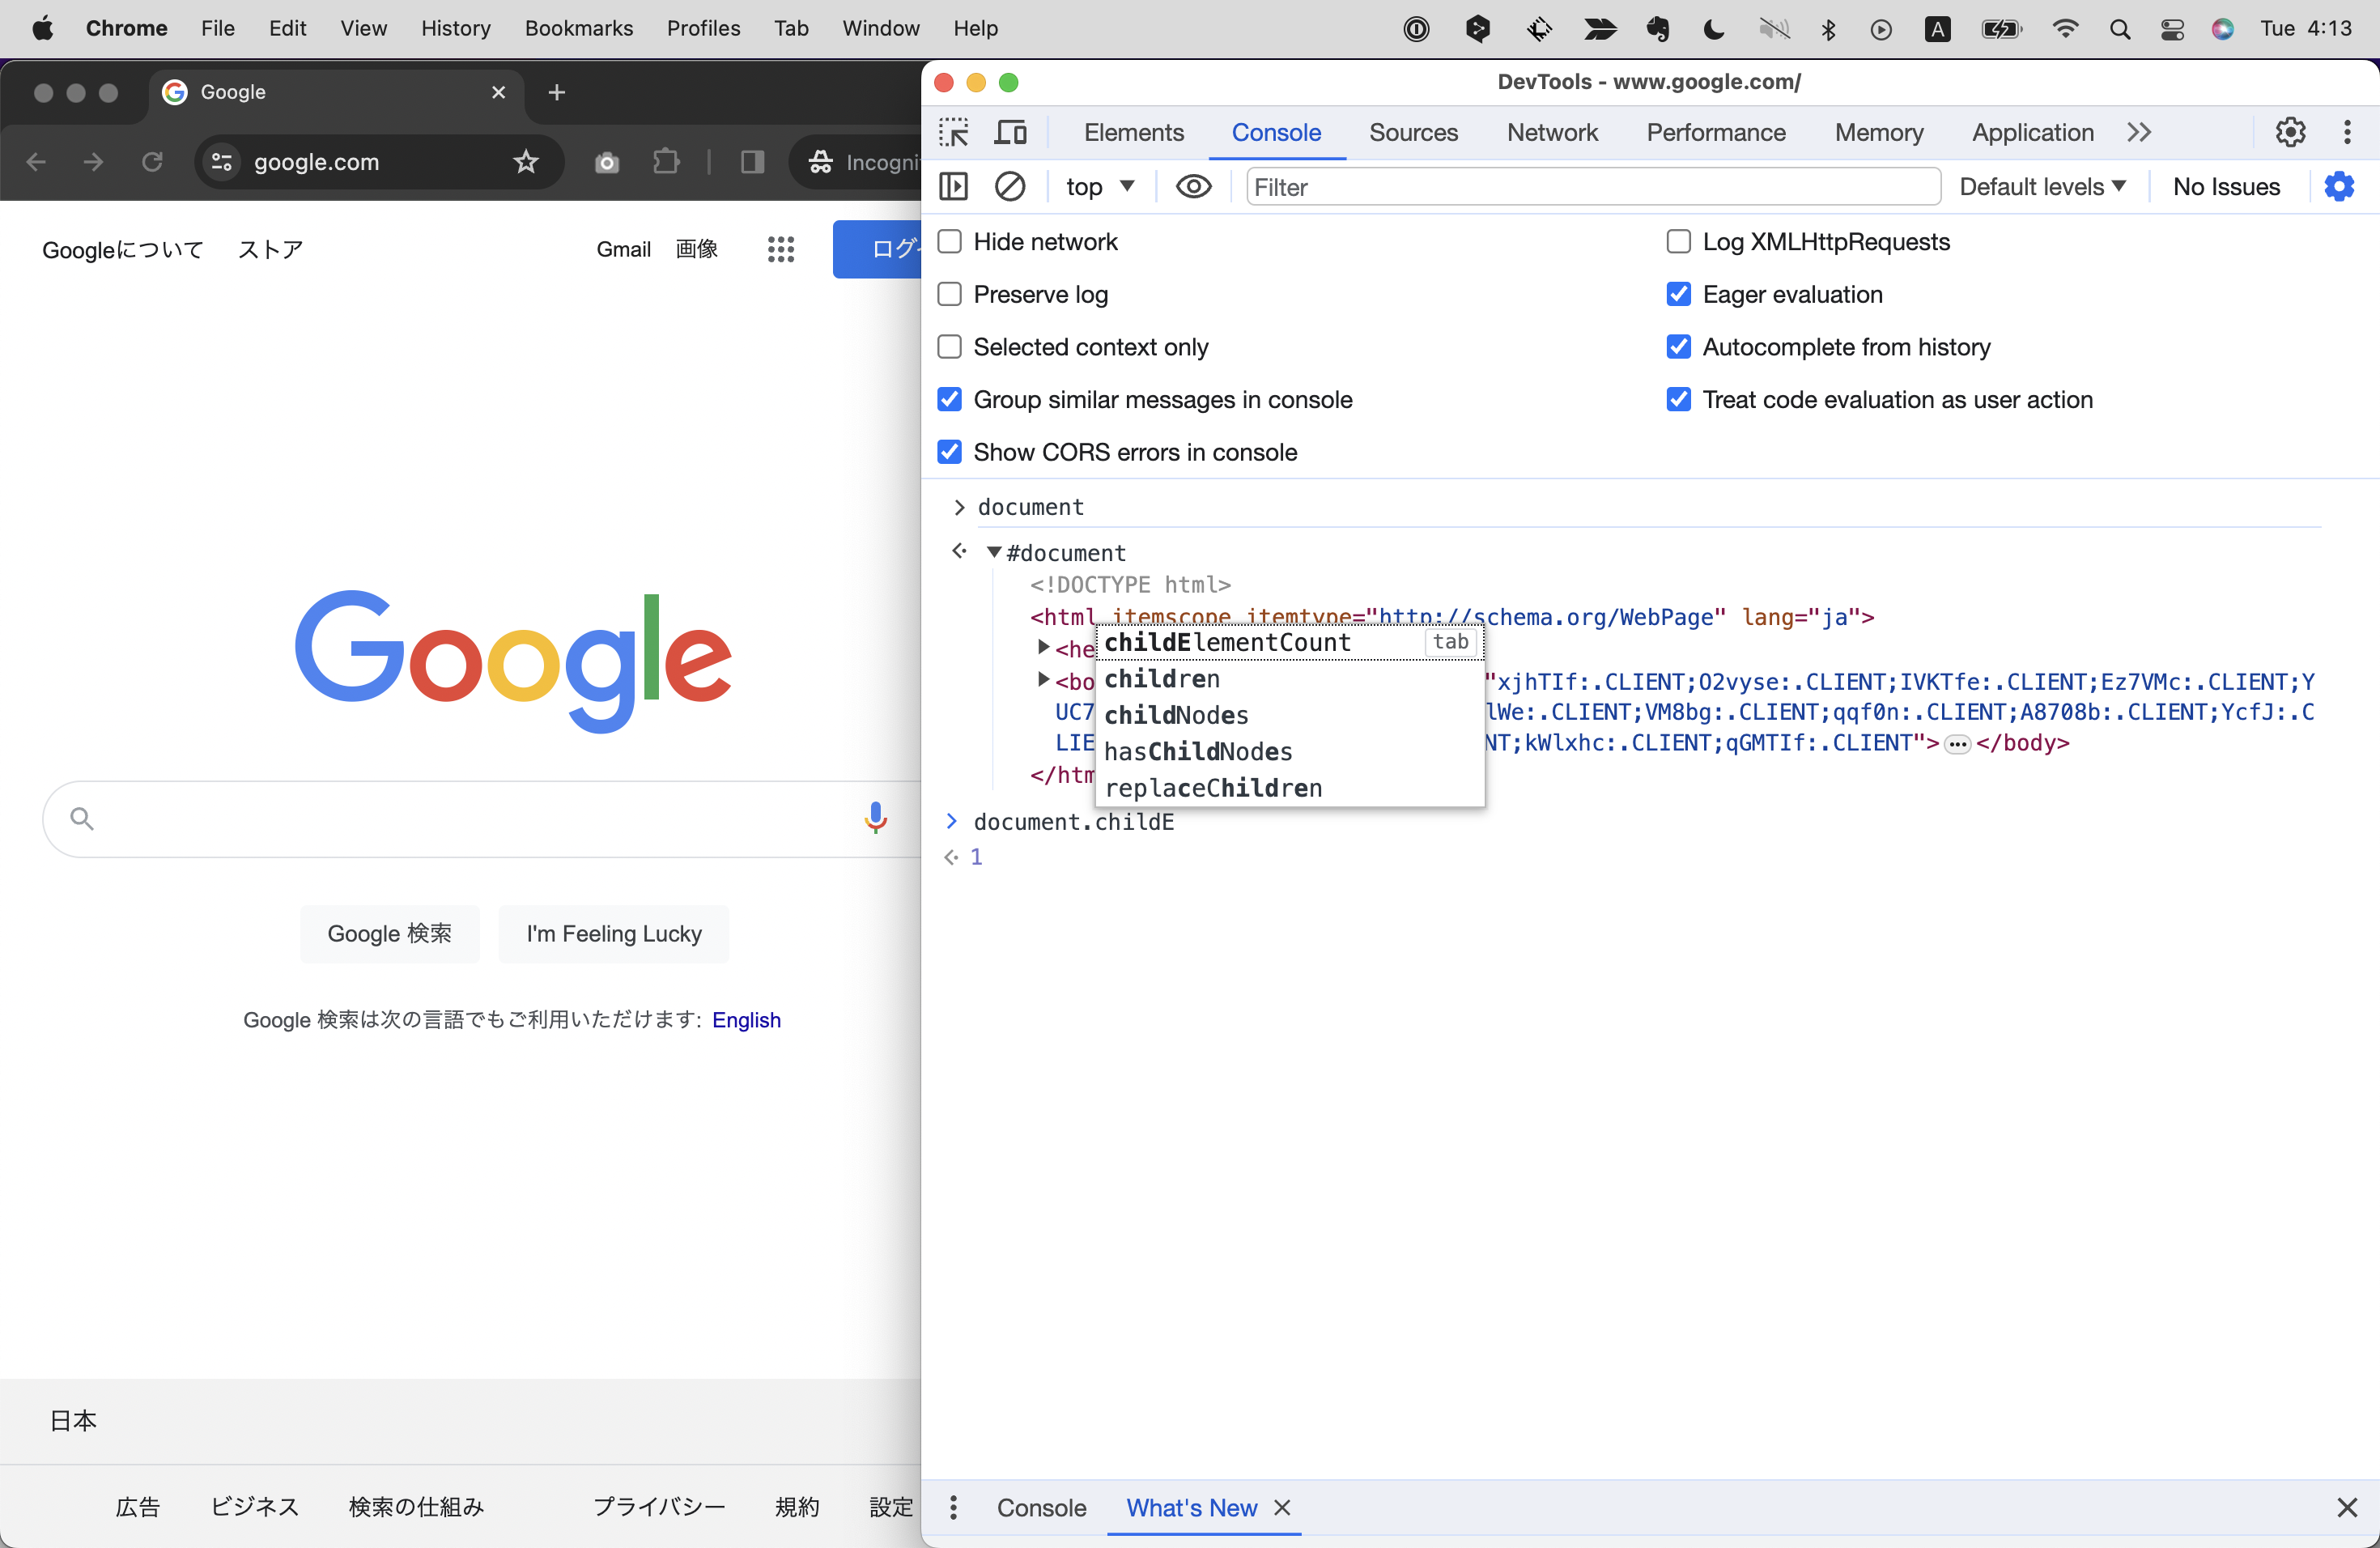 Chrome File Edit View History Bookmarks Profiles Tab Window Help A Tue 4:13
Google
google.com
Googleについて ストア Gmail 画像
Google
Google 検索 I'm Feeling Lucky
Google 検索は次の言語でもご利用いただけます: English
日本
広告 ビジネス 検索の仕組み プライバシー 規約 設定
DevTools - www.google.com/
Elements Console Sources Network Performance Memory Application
top Filter Default levels No Issues
Hide network Log XMLHttpRequests
Preserve log Eager evaluation
Selected context only Autocomplete from history
Group similar messages in console Treat code evaluation as user action
Show CORS errors in console
> document
#document
<!DOCTYPE html>
<html itemscope itemtype="http://schema.org/WebPage" lang="ja">
<he
<bo "xjhTIf:.CLIENT;O2vyse:.CLIENT;IVKTfe:.CLIENT;Ez7VMc:.CLIENT;Y
UC7 lWe:.CLIENT;VM8bg:.CLIENT;qqf0n:.CLIENT;A8708b:.CLIENT;YcfJ:.C
LIE NT;kWlxhc:.CLIENT;qGMTIf:.CLIENT">…</body>
</htm
childElementCount tab
children
childNodes
hasChildNodes
replaceChildren
> document.childE
1
Console What's New